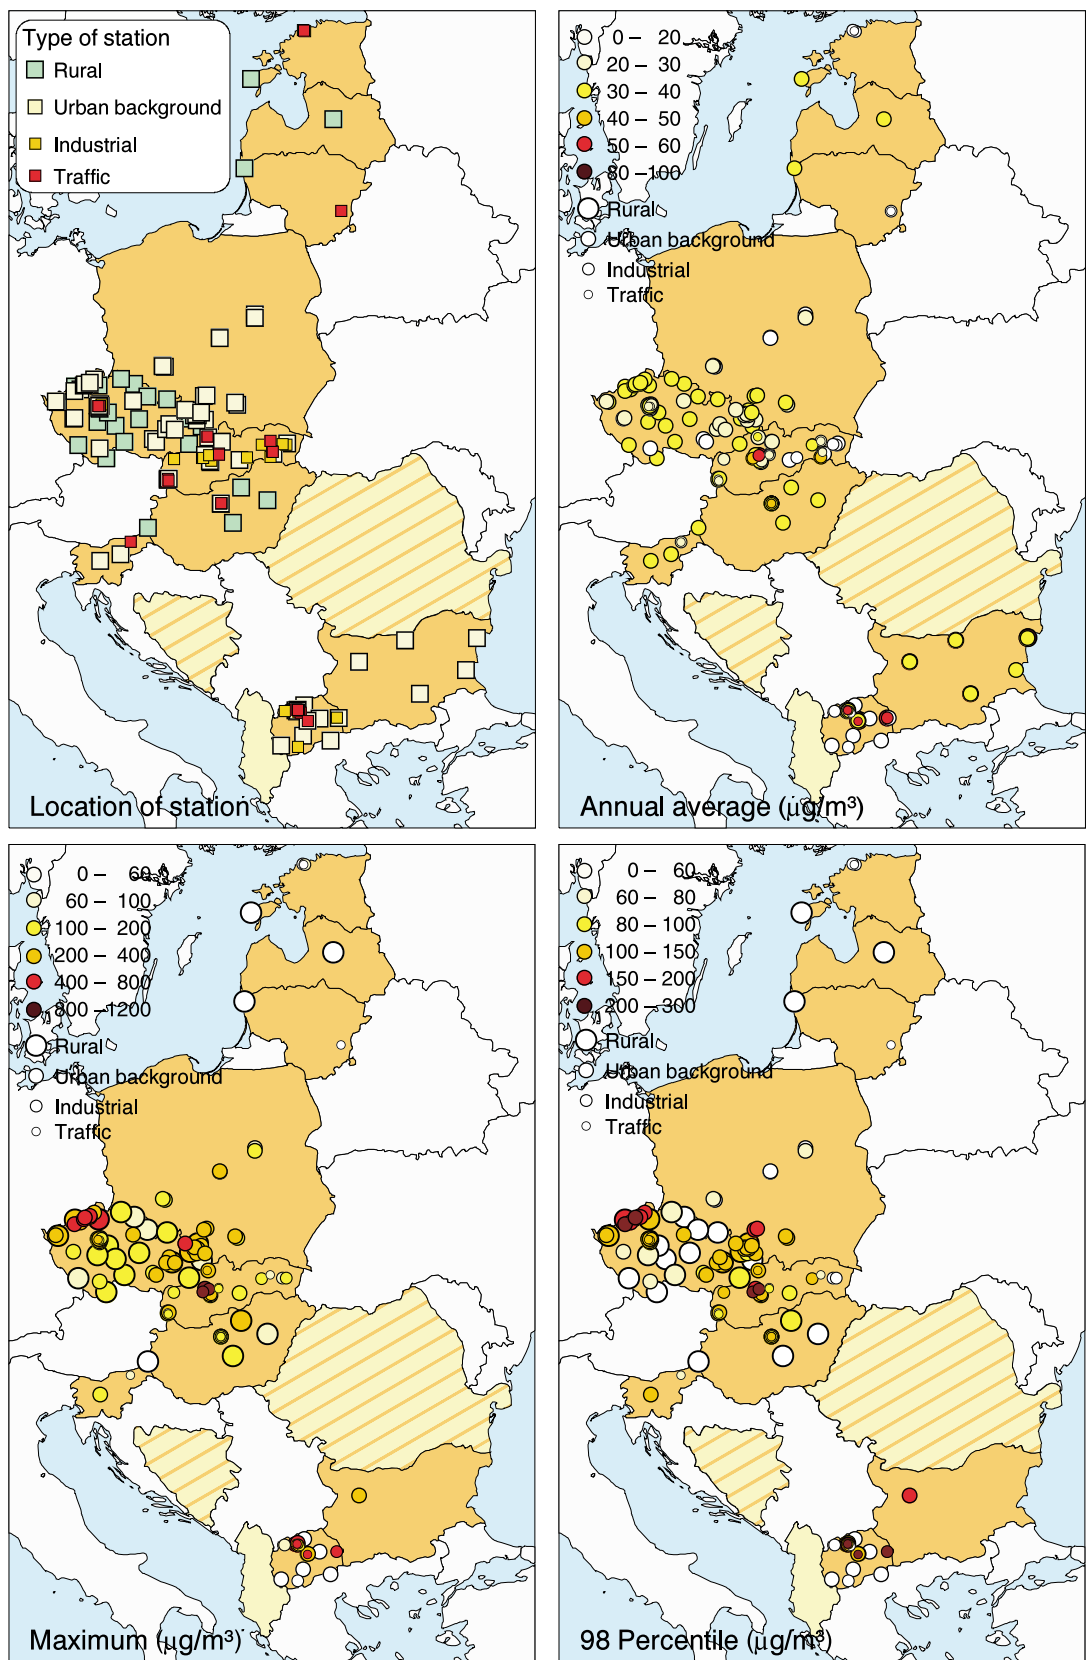 Type of station
Rural
Urban background
Industrial
Traffic
Location of station
0 – 20
20 – 30
30 – 40
40 – 50
50 – 60
80 –100
Rural
Urban background
Industrial
Traffic
Annual average (µg/m³)
0 – 60
60 – 100
100 – 200
200 – 400
400 – 800
800 –1200
Rural
Urban background
Industrial
Traffic
Maximum (µg/m³)
0 – 60
60 – 80
80 – 100
100 – 150
150 – 200
200 –300
Rural
Urban background
Industrial
Traffic
98 Percentile (µg/m³)